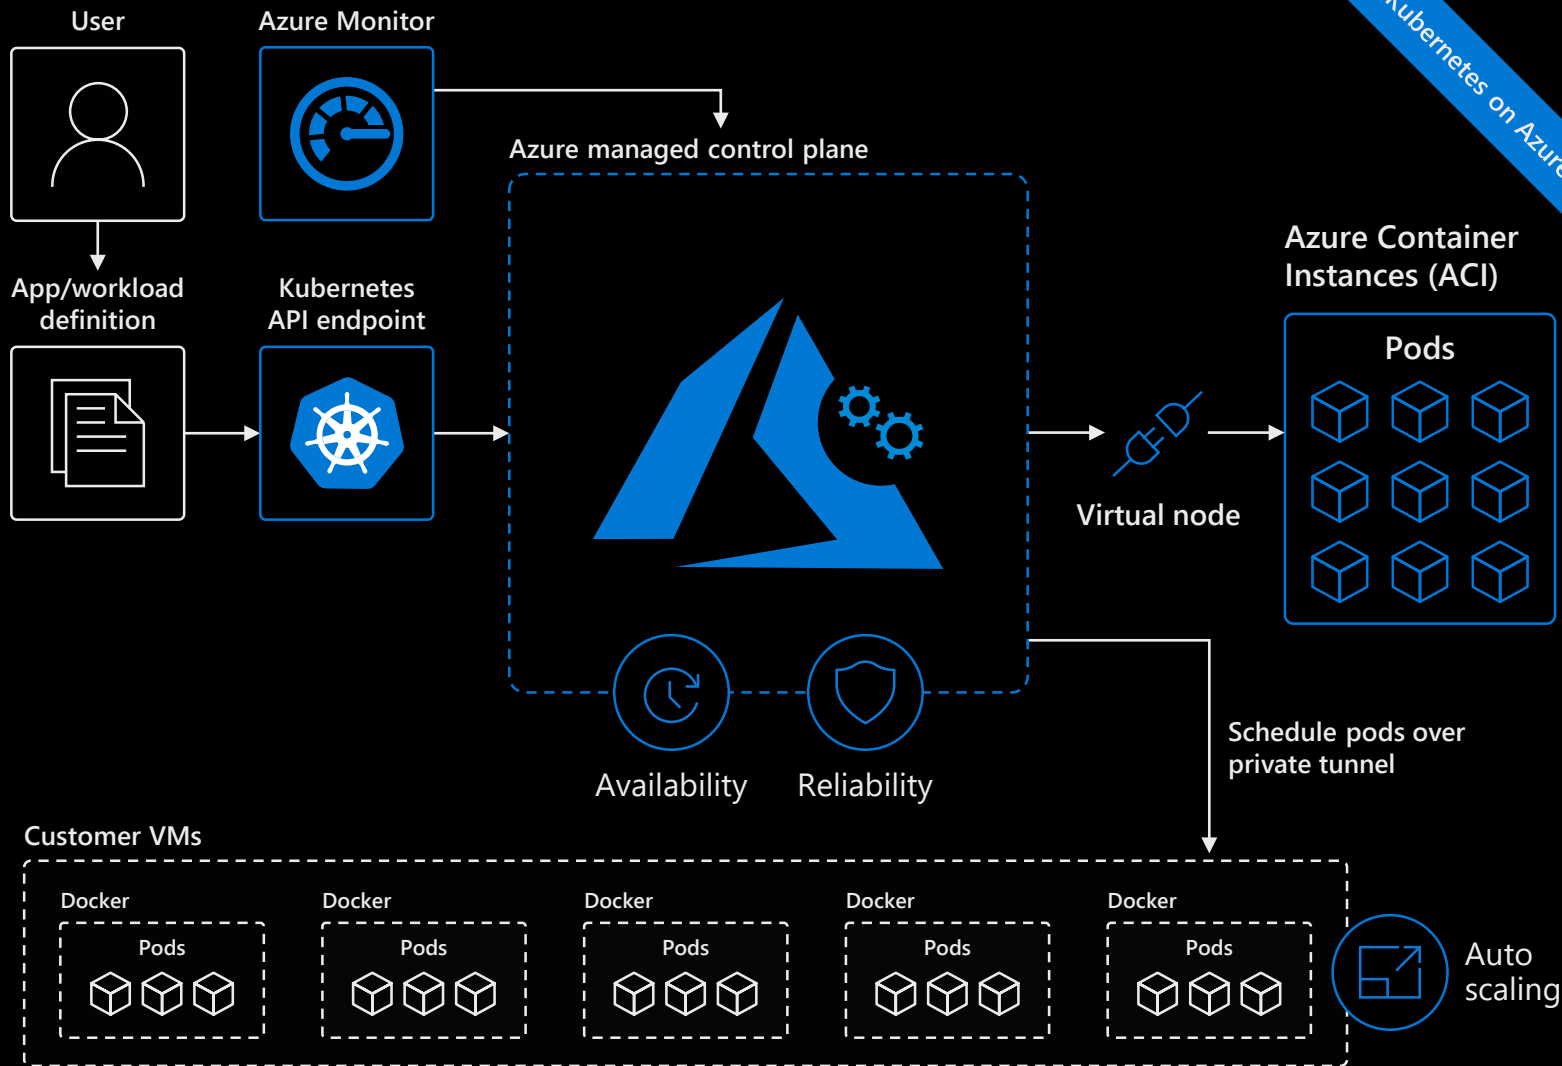 User
Azure Monitor
Kubernetes on Azure
Azure managed control plane
App/workload
definition
Kubernetes
API endpoint
Azure Container
Instances (ACI)
Pods
Virtual node
Availability
Reliability
Schedule pods over
private tunnel
Customer VMs
Docker
Docker
Docker
Docker
Docker
Pods
Pods
Pods
Pods
Pods
Auto
scaling